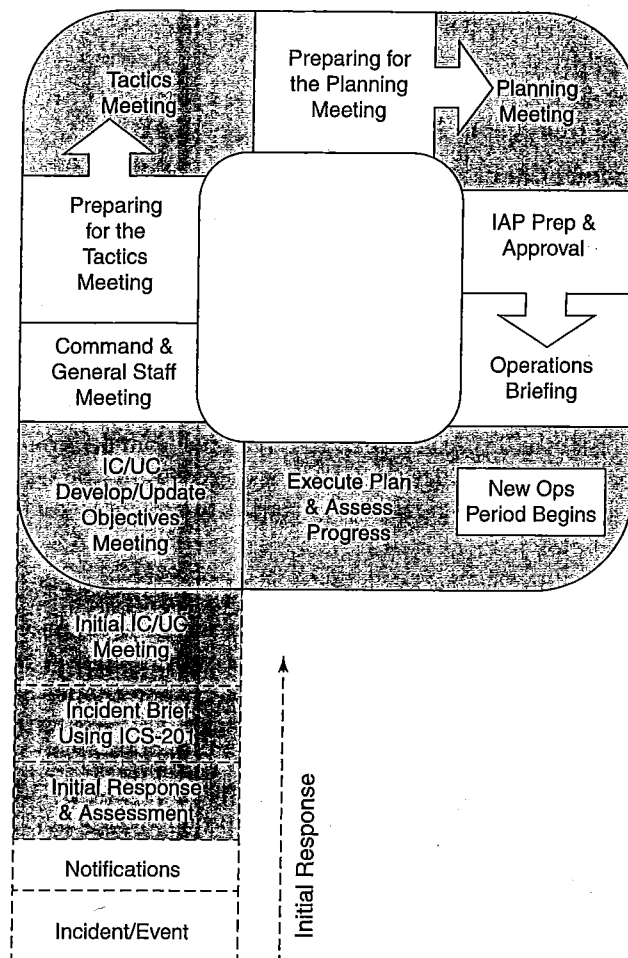 Tactics
Meeting
Preparing for
the Planning
Meeting
Planning
Meeting
Preparing
for the
Tactics
Meeting
IAP Prep &
Approval
Command &
General Staff
Meeting
Operations
Briefing
IC/UC
Develop/Update
Objectives
Meeting
Execute Plan
& Assess
Progress
New Ops
Period Begins
Initial IC/UC
Meeting
Incident Brief
Using ICS-201
Initial Response
& Assessment
Notifications
Incident/Event
Initial Response